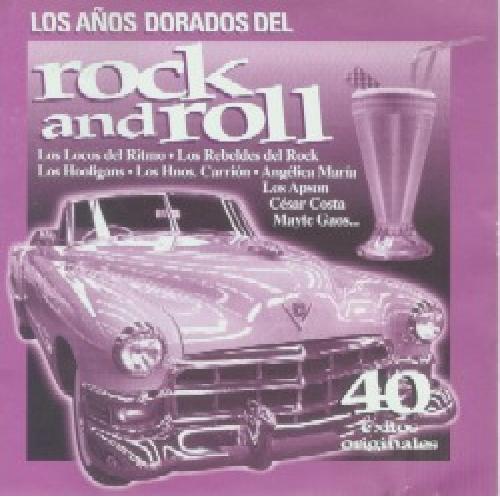 LOS AÑOS DORADOS DEL
rock
and roll
Los Locos del Ritmo • Los Rebeldes del Rock
Los Hooligans • Los Hnos. Carrión • Angélica María
Los Apson
César Costa
Mayte Gaos...
40
éxitos
originales